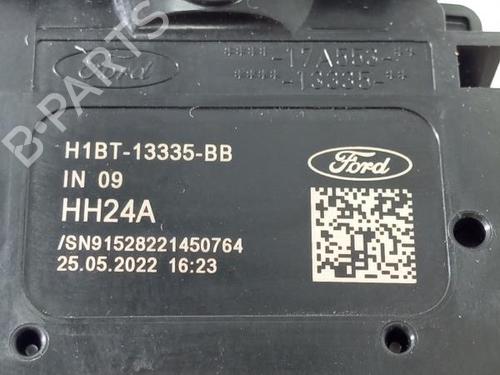 Ford
****-17A553-**
****-13335-**
H1BT-13335-BB
IN 09
HH24A
/SN91528221450764
25.05.2022 16:23
Ford
B-PARTS